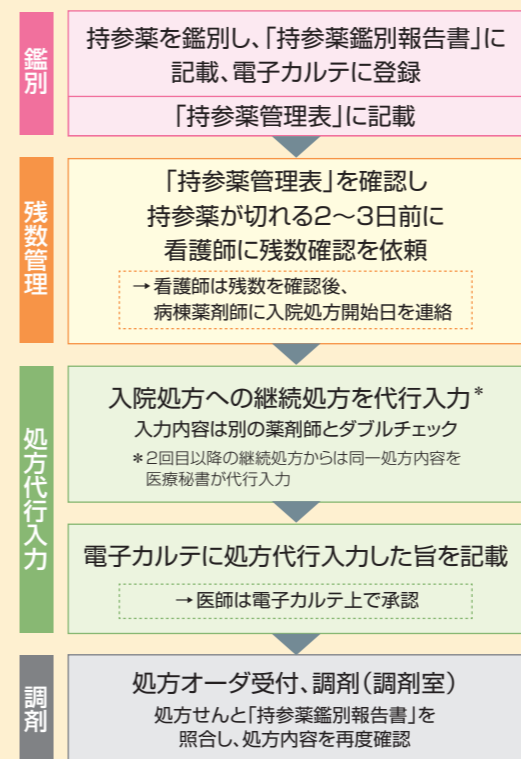 鑑別
持参薬を鑑別し、「持参薬鑑別報告書」に
記載、電子カルテに登録
「持参薬管理表」に記載
残数管理
「持参薬管理表」を確認し
持参薬が切れる2〜3日前に
看護師に残数確認を依頼
→看護師は残数を確認後、
病棟薬剤師に入院処方開始日を連絡
処方代行入力
入院処方への継続処方を代行入力*
入力内容は別の薬剤師とダブルチェック
*2回目以降の継続処方からは同一処方内容を
医療秘書が代行入力
電子カルテに処方代行入力した旨を記載
→医師は電子カルテ上で承認
調剤
処方オーダ受付、調剤（調剤室）
処方せんと「持参薬鑑別報告書」を
照合し、処方内容を再度確認